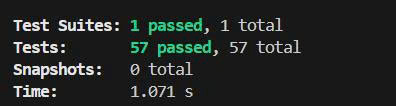 Test Suites: 1 passed, 1 total
Tests:       57 passed, 57 total
Snapshots:   0 total
Time:        1.071 s